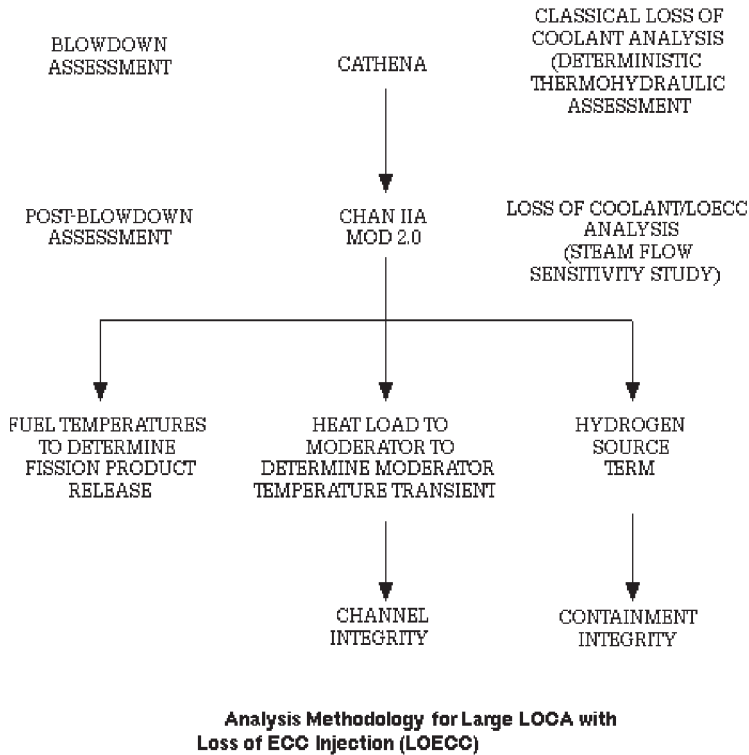 BLOWDOWN
ASSESSMENT
CATHENA
CLASSICAL LOSS OF
COOLANT ANALYSIS
(DETERMINISTIC
THERMOHYDRAULIC
ASSESSMENT
POST-BLOWDOWN
ASSESSMENT
CHAN IIA
MOD 2.0
LOSS OF COOLANT/LOECC
ANALYSIS
(STEAM FLOW
SENSITIVITY STUDY)
FUEL TEMPERATURES
TO DETERMINE
FISSION PRODUCT
RELEASE
HEAT LOAD TO
MODERATOR TO
DETERMINE MODERATOR
TEMPERATURE TRANSIENT
HYDROGEN
SOURCE
TERM
CHANNEL
INTEGRITY
CONTAINMENT
INTEGRITY
Analysis Methodology for Large LOCA with
Loss of ECC Injection (LOECC)